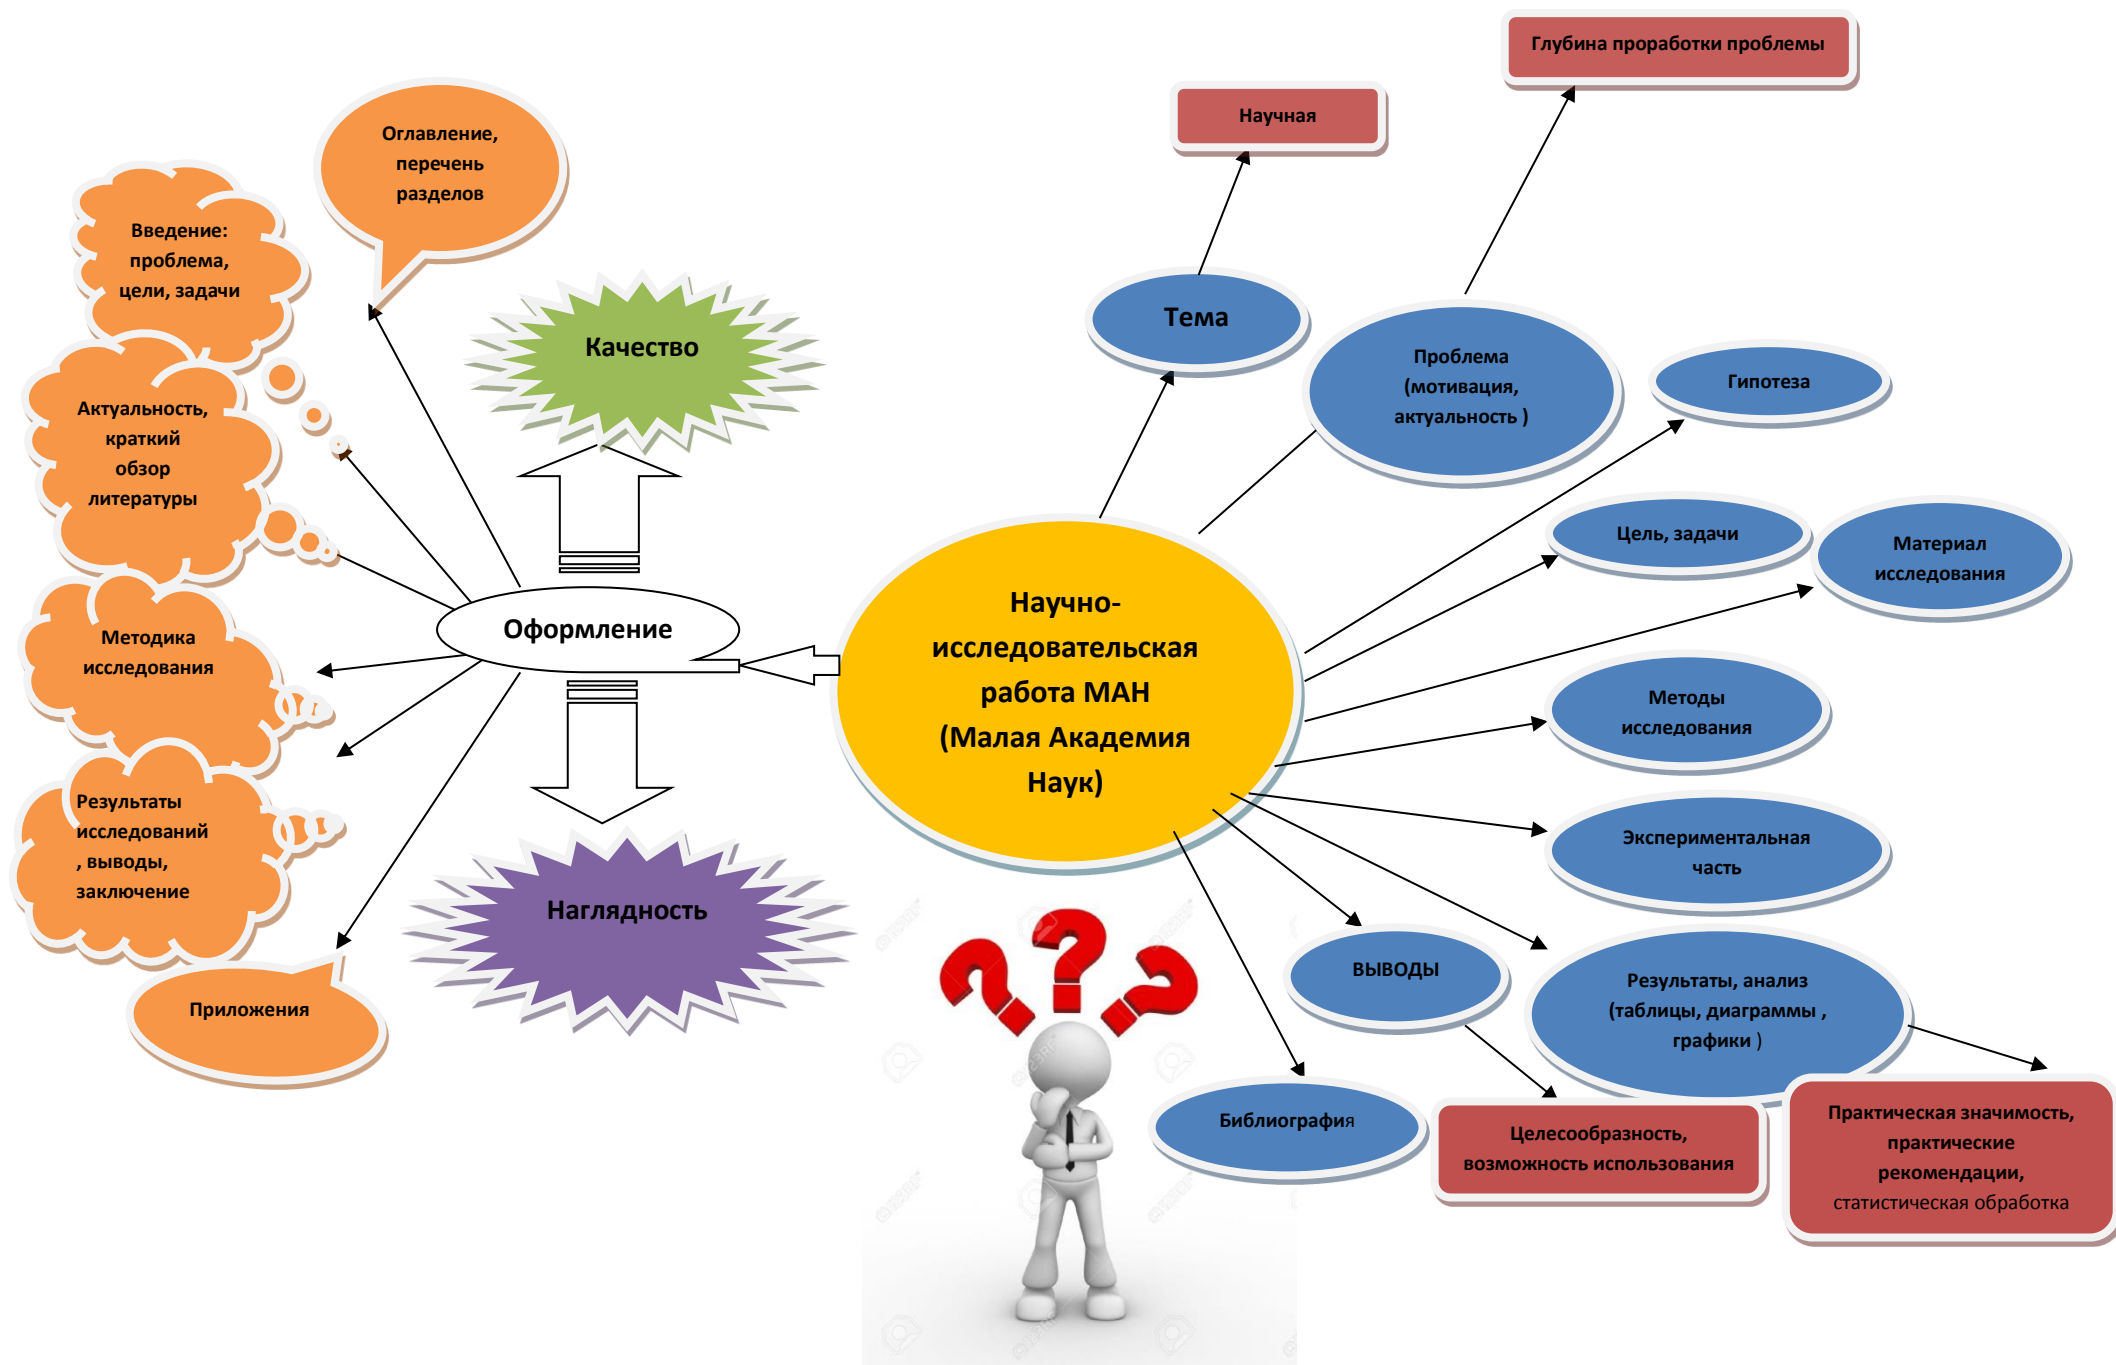 Глубина проработки проблемы
Научная
Оглавление,
перечень
разделов
Введение:
проблема,
цели, задачи
Качество
Тема
Проблема
(мотивация,
актуальность )
Гипотеза
Актуальность,
краткий
обзор
литературы
Цель, задачи
Материал
исследования
Оформление
Научно-
исследовательская
работа МАН
(Малая Академия
Наук)
Методика
исследования
Методы
исследования
Результаты
исследований
, выводы,
заключение
Экспериментальная
часть
Наглядность
ВЫВОДЫ
Результаты, анализ
(таблицы, диаграммы ,
графики )
Приложения
Библиография
Целесообразность,
возможность использования
Практическая значимость,
практические
рекомендации,
статистическая обработка